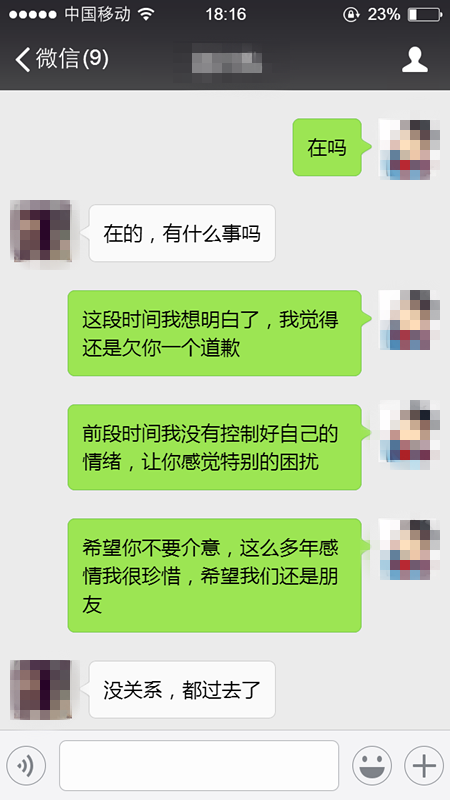 中国移动 18:16 23%
微信(9)
在吗
在的，有什么事吗
这段时间我想明白了，我觉得
还是欠你一个道歉
前段时间我没有控制好自己的
情绪，让你感觉特别的困扰
希望你不要介意，这么多年感
情我很珍惜，希望我们还是朋
友
没关系，都过去了